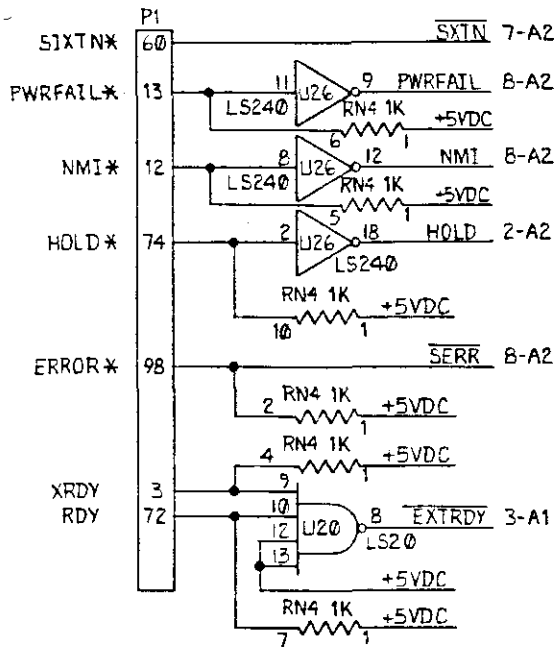 P1
SIXTN* 60 SXTN 7-A2
PWRFAIL* 13 11 U26 9 PWRFAIL 8-A2
LS240 RN4 1K
6 1 +5VDC
NMI* 12 8 U26 12 NMI 8-A2
LS240 RN4 1K
5 1 +5VDC
HOLD* 74 2 U26 18 HOLD 2-A2
LS240
RN4 1K
10 1 +5VDC
ERROR* 98 SERR 8-A2
RN4 1K
2 1 +5VDC
RN4 1K
4 1 +5VDC
XRDY 3 9
RDY 72 10 U20 8 EXTRDY 3-A1
12 LS20
13
+5VDC
RN4 1K
7 1 +5VDC